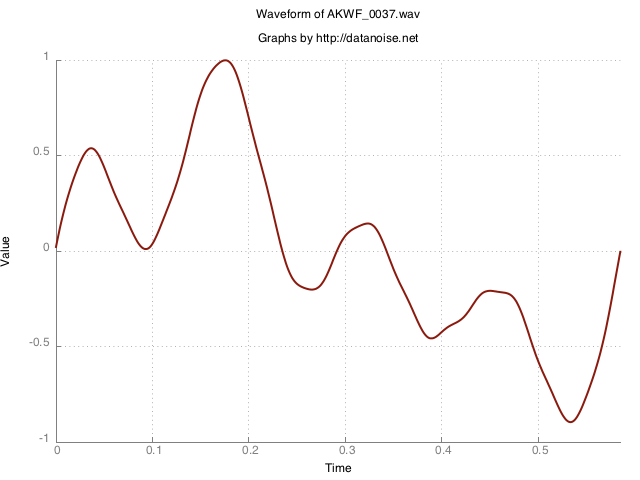 Waveform of AKWF_0037.wav
Graphs by http://datanoise.net
1
0.5
0
-0.5
-1
Value
0 0.1 0.2 0.3 0.4 0.5
Time